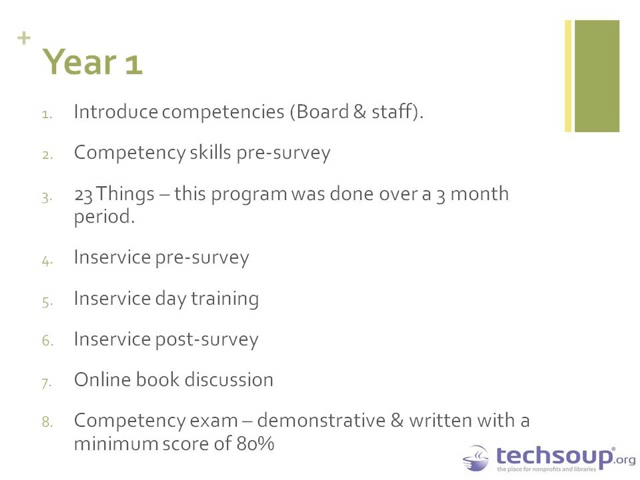 +
Year 1
1. Introduce competencies (Board & staff).
2. Competency skills pre-survey
3. 23 Things – this program was done over a 3 month
period.
4. Inservice pre-survey
5. Inservice day training
6. Inservice post-survey
7. Online book discussion
8. Competency exam – demonstrative & written with a
minimum score of 80%
techsoup.org
the place for nonprofits and libraries